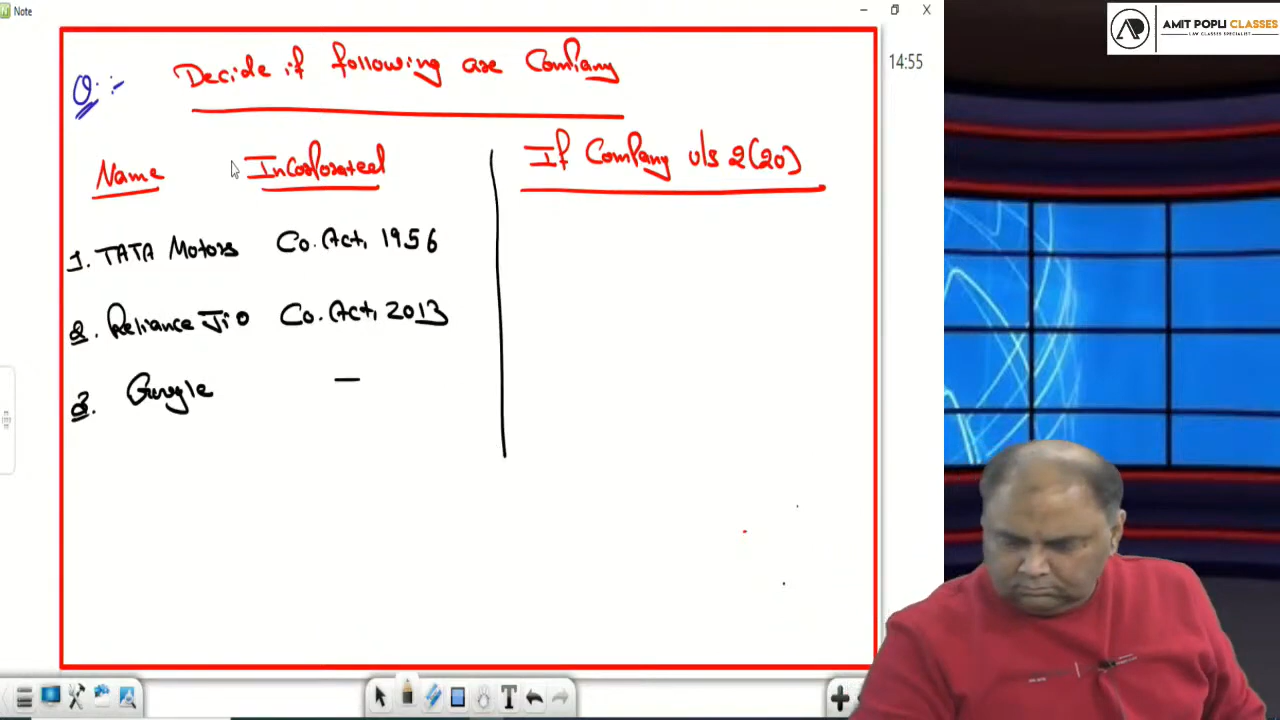 Note
AMIT POPLI CLASSES
LAW CLASSES SPECIALIST
14:55
Q:- Decide if following are Company
Name Incorporated If Company u/s 2(20)
1. TATA Motors Co. Act, 1956
2. Reliance Jio Co. Act, 2013
3. Google —